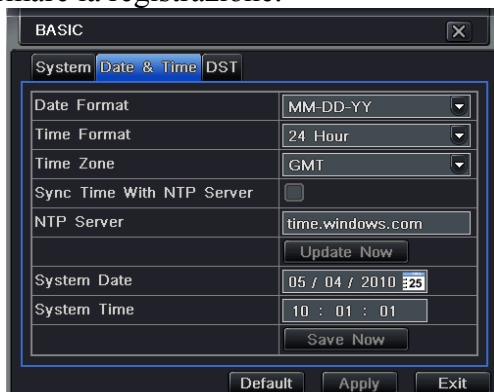 la registrazione.
BASIC
System Date & Time DST
Date Format MM-DD-YY
Time Format 24 Hour
Time Zone GMT
Sync Time With NTP Server
NTP Server time.windows.com
Update Now
System Date 05 / 04 / 2010 25
System Time 10 : 01 : 01
Save Now
Default Apply Exit